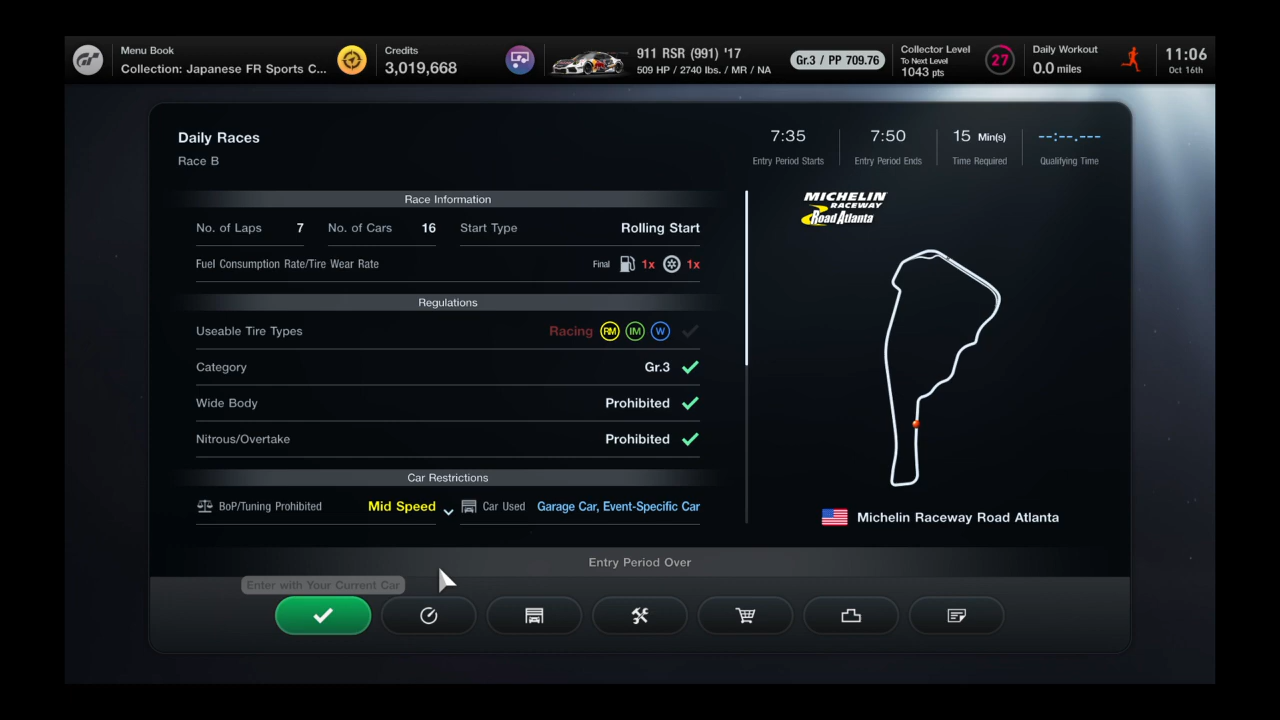 Menu Book
Collection: Japanese FR Sports C...
Credits
3,019,668
911 RSR (991) '17
509 HP / 2740 lbs. / MR / NA
Gr.3 / PP 709.76
Collector Level
To Next Level
1043 pts
27
Daily Workout
0.0 miles
11:06
Oct 16th
Daily Races
Race B
7:35
Entry Period Starts
7:50
Entry Period Ends
15 Min(s)
Time Required
--:--.---
Qualifying Time
Race Information
No. of Laps 7 No. of Cars 16 Start Type Rolling Start
Fuel Consumption Rate/Tire Wear Rate Final 1x 1x
Regulations
Useable Tire Types Racing RM IM W
Category Gr.3
Wide Body Prohibited
Nitrous/Overtake Prohibited
Car Restrictions
BoP/Tuning Prohibited Mid Speed Car Used Garage Car, Event-Specific Car
MICHELIN
RACEWAY
Road Atlanta
Michelin Raceway Road Atlanta
Entry Period Over
Enter with Your Current Car